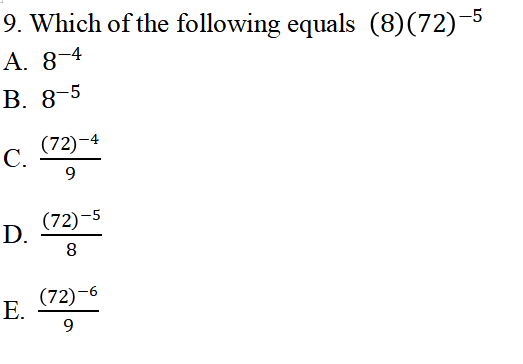 9. Which of the following equals (8)(72)⁻⁵
A. 8⁻⁴
B. 8⁻⁵
C. (72)⁻⁴/9
D. (72)⁻⁵/8
E. (72)⁻⁶/9